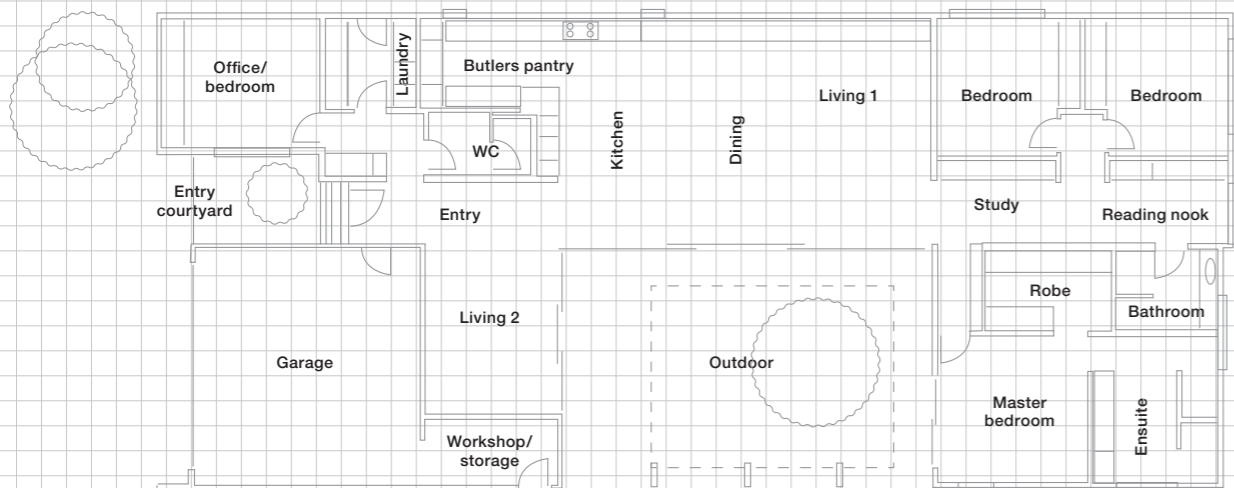 Office/
bedroom
Laundry
Butlers pantry
WC
Kitchen
Dining
Living 1
Bedroom
Bedroom
Entry
courtyard
Entry
Study
Reading nook
Garage
Living 2
Outdoor
Robe
Bathroom
Master
bedroom
Ensuite
Workshop/
storage